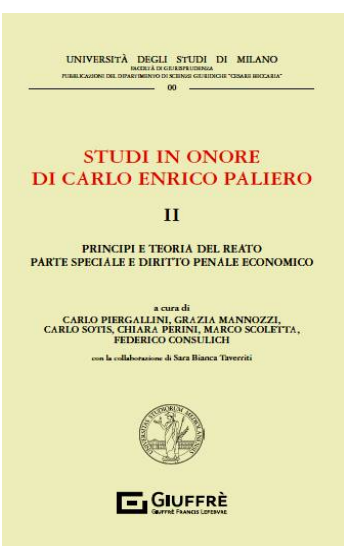 UNIVERSITÀ DEGLI STUDI DI MILANO
FACOLTÀ DI GIURISPRUDENZA
PUBBLICAZIONI DEL DIPARTIMENTO DI SCIENZE GIURIDICHE "CESARE BECCARIA"
00
STUDI IN ONORE
DI CARLO ENRICO PALIERO
II
PRINCIPI E TEORIA DEL REATO
PARTE SPECIALE E DIRITTO PENALE ECONOMICO
a cura di
CARLO PIERGALLINI, GRAZIA MANNOZZI,
CARLO SOTIS, CHIARA PERINI, MARCO SCOLETTA,
FEDERICO CONSULICH
con la collaborazione di Sara Bianca Taverriti
GIUFFRÈ
GIUFFRÈ FRANCIS LEFEBVRE